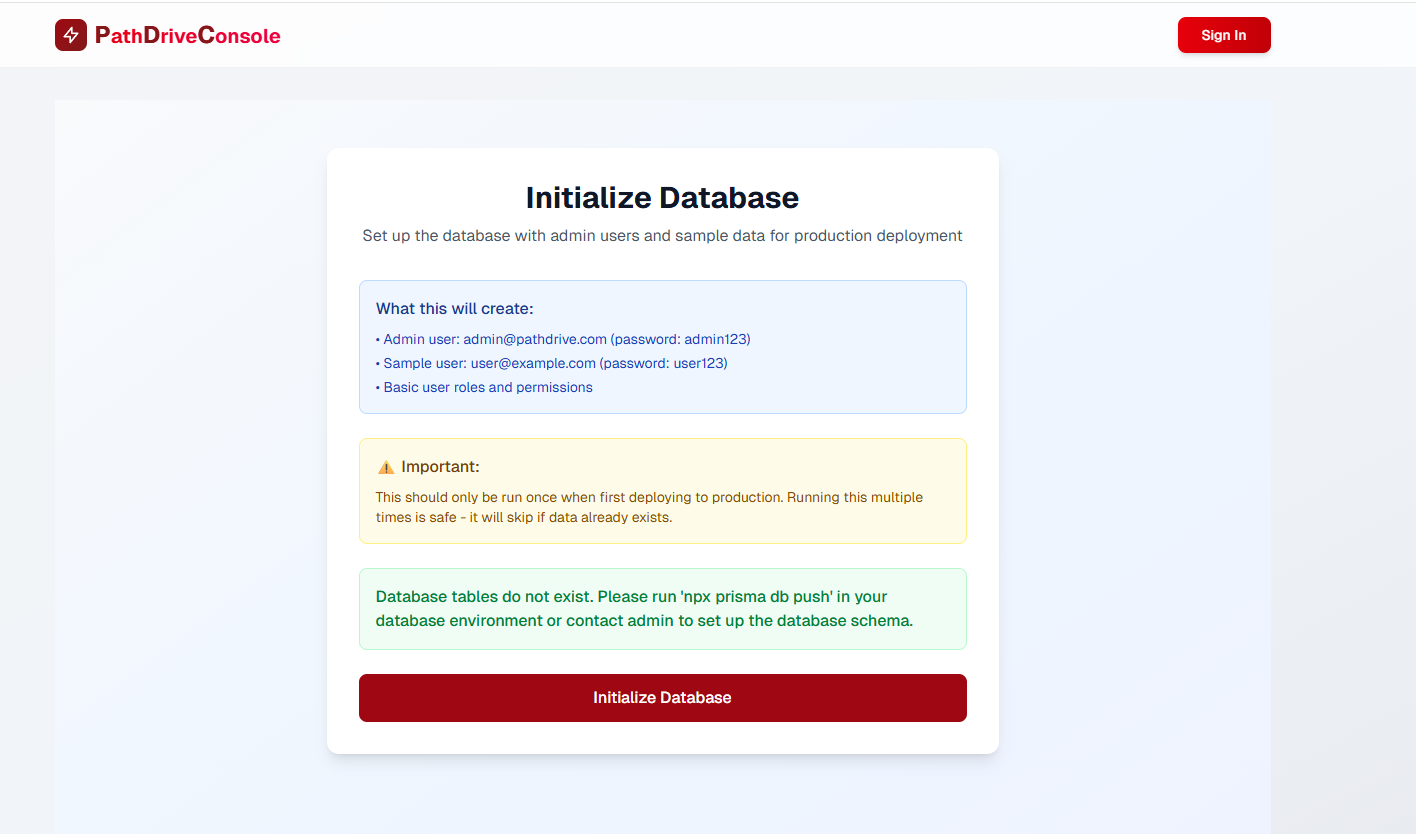 PathDriveConsole
Sign In
Initialize Database
Set up the database with admin users and sample data for production deployment
What this will create:
• Admin user: admin@pathdrive.com (password: admin123)
• Sample user: user@example.com (password: user123)
• Basic user roles and permissions
⚠️ Important:
This should only be run once when first deploying to production. Running this multiple
times is safe - it will skip if data already exists.
Database tables do not exist. Please run 'npx prisma db push' in your
database environment or contact admin to set up the database schema.
Initialize Database